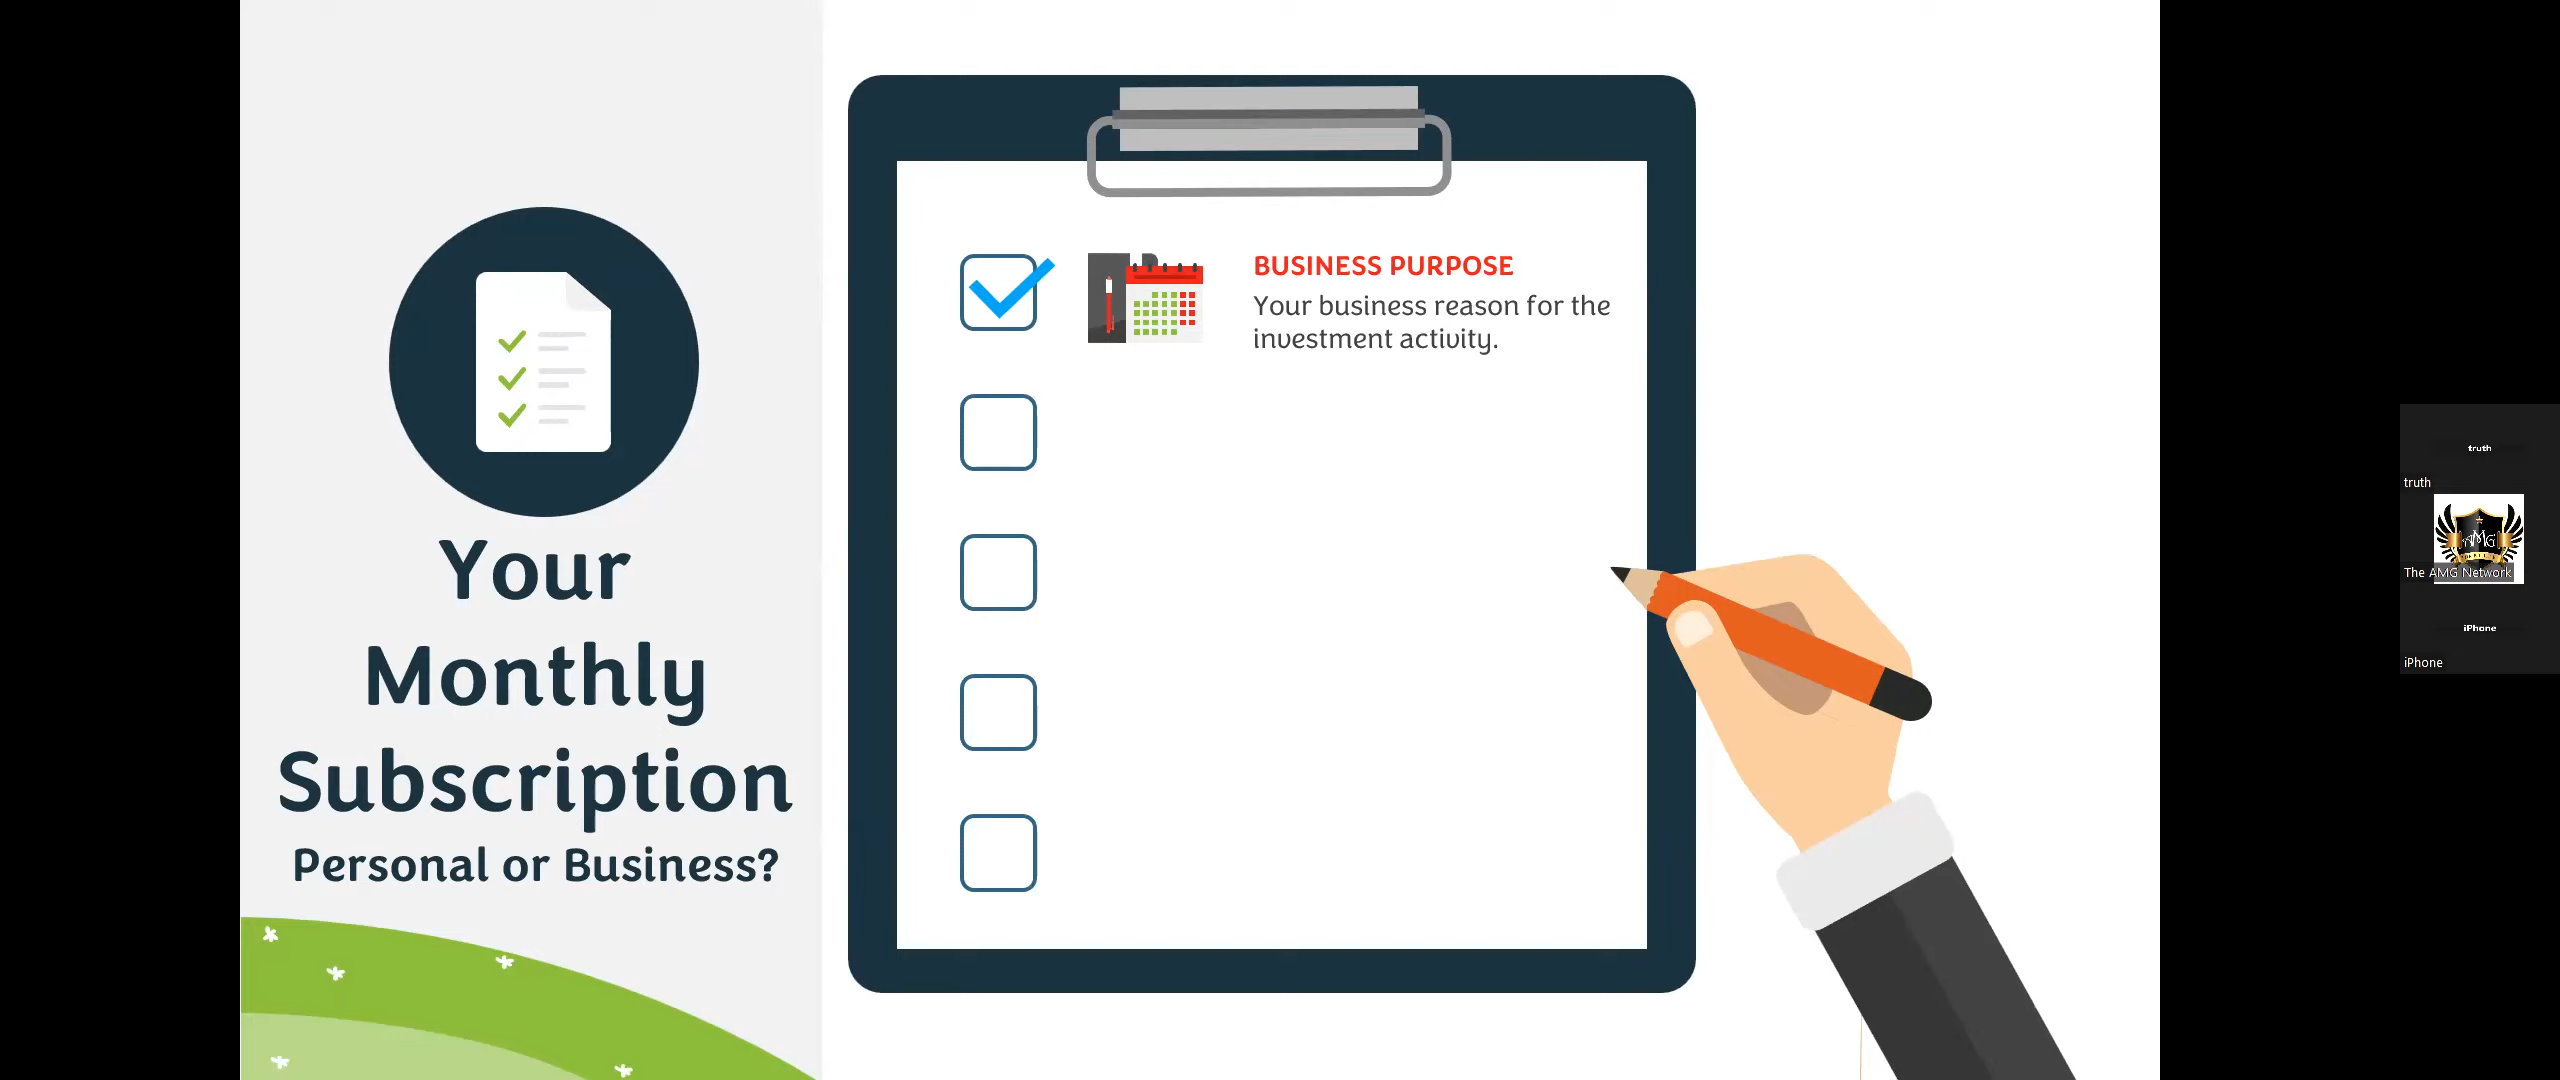 Your
Monthly
Subscription
Personal or Business?
BUSINESS PURPOSE
Your business reason for the
investment activity.
truth
truth
AMG
The AMG Network
iPhone
iPhone